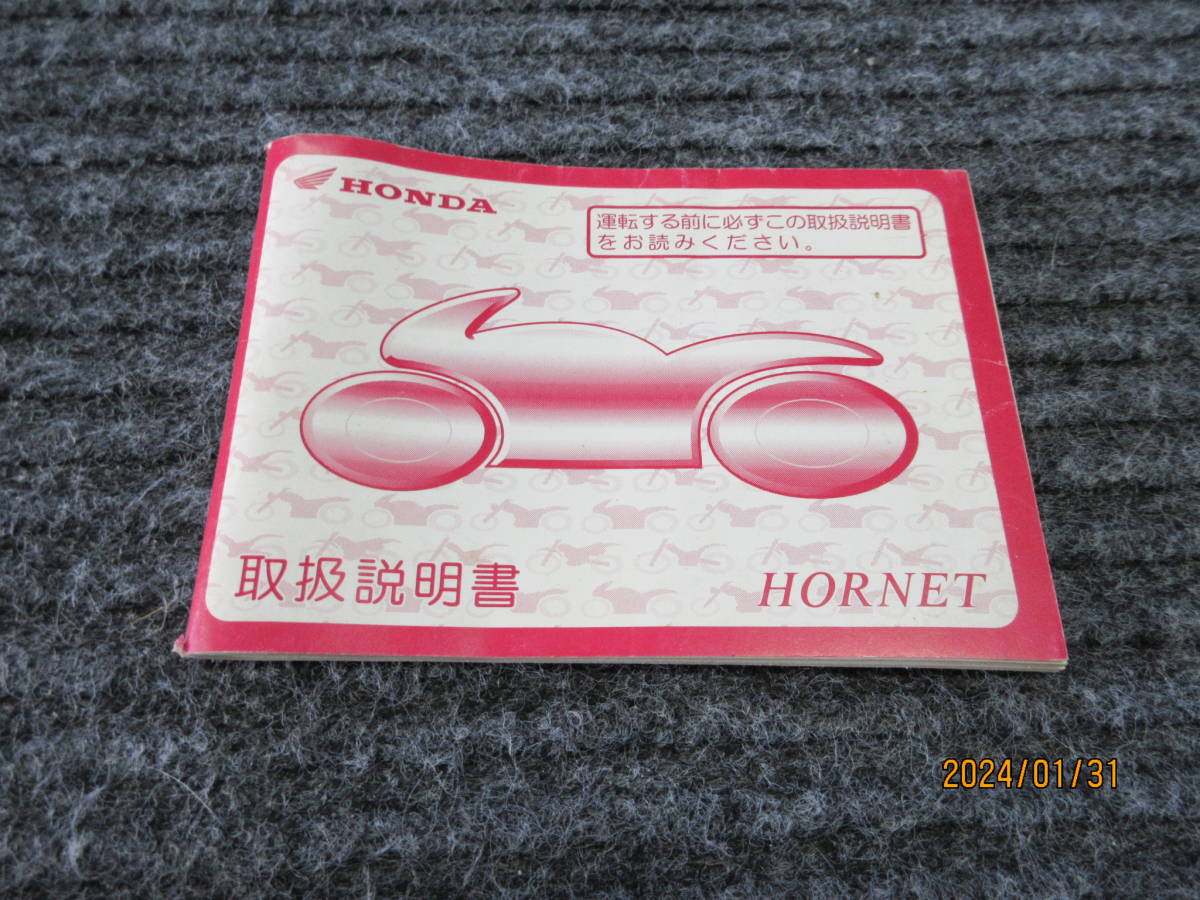 HONDA
運転する前に必ずこの取扱説明書
をお読みください。
取扱説明書
HORNET
2024/01/31